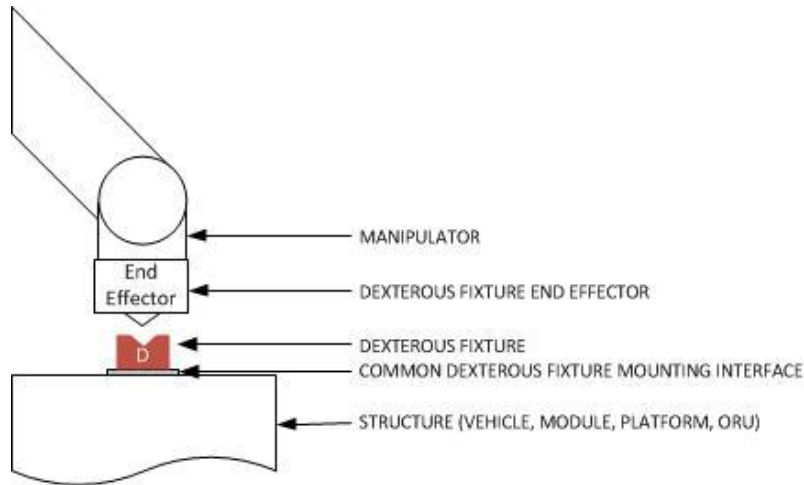 MANIPULATOR
End
Effector
DEXTEROUS FIXTURE END EFFECTOR
DEXTEROUS FIXTURE
D
COMMON DEXTEROUS FIXTURE MOUNTING INTERFACE
STRUCTURE (VEHICLE, MODULE, PLATFORM, ORU)